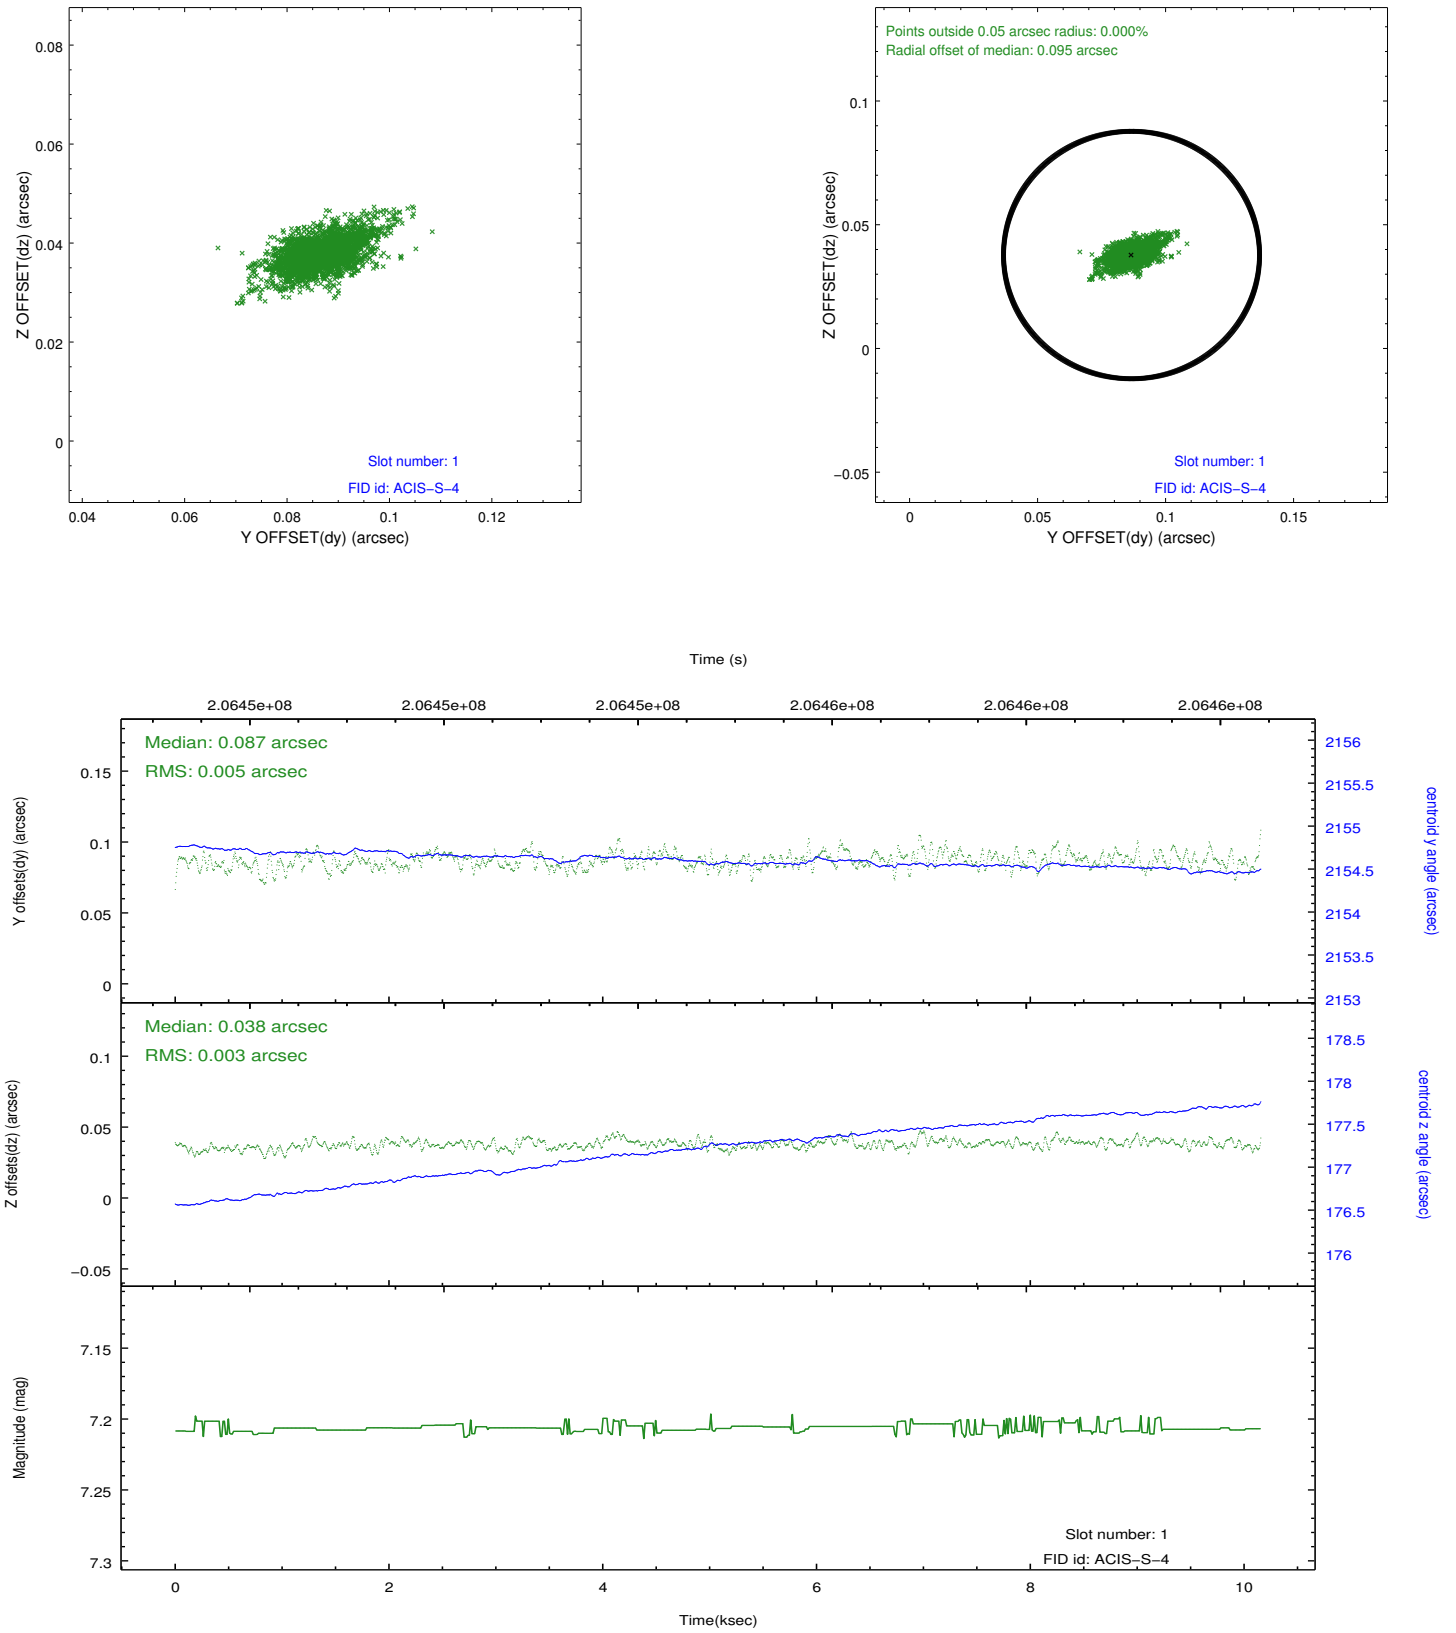 0.08
0.06
0.04
0.02
0
Z OFFSET(dz) (arcsec)
Slot number: 1
FID id: ACIS−S−4
0.04 0.06 0.08 0.1 0.12
Y OFFSET(dy) (arcsec)
Points outside 0.05 arcsec radius: 0.000%
Radial offset of median: 0.095 arcsec
0.1
0.05
0
−0.05
Z OFFSET(dz) (arcsec)
Slot number: 1
FID id: ACIS−S−4
0 0.05 0.1 0.15
Y OFFSET(dy) (arcsec)
Time (s)
2.0645e+08 2.0645e+08 2.0645e+08 2.0646e+08 2.0646e+08 2.0646e+08
Median: 0.087 arcsec
RMS: 0.005 arcsec
0.15
0.1
0.05
0
Y offsets(dy) (arcsec)
2156
2155.5
2155
2154.5
2154
2153.5
2153
centroid y angle (arcsec)
Median: 0.038 arcsec
RMS: 0.003 arcsec
0.1
0.05
0
−0.05
Z offsets(dz) (arcsec)
178.5
178
177.5
177
176.5
176
centroid z angle (arcsec)
7.15
7.2
7.25
7.3
Magnitude (mag)
Slot number: 1
FID id: ACIS−S−4
0 2 4 6 8 10
Time(ksec)